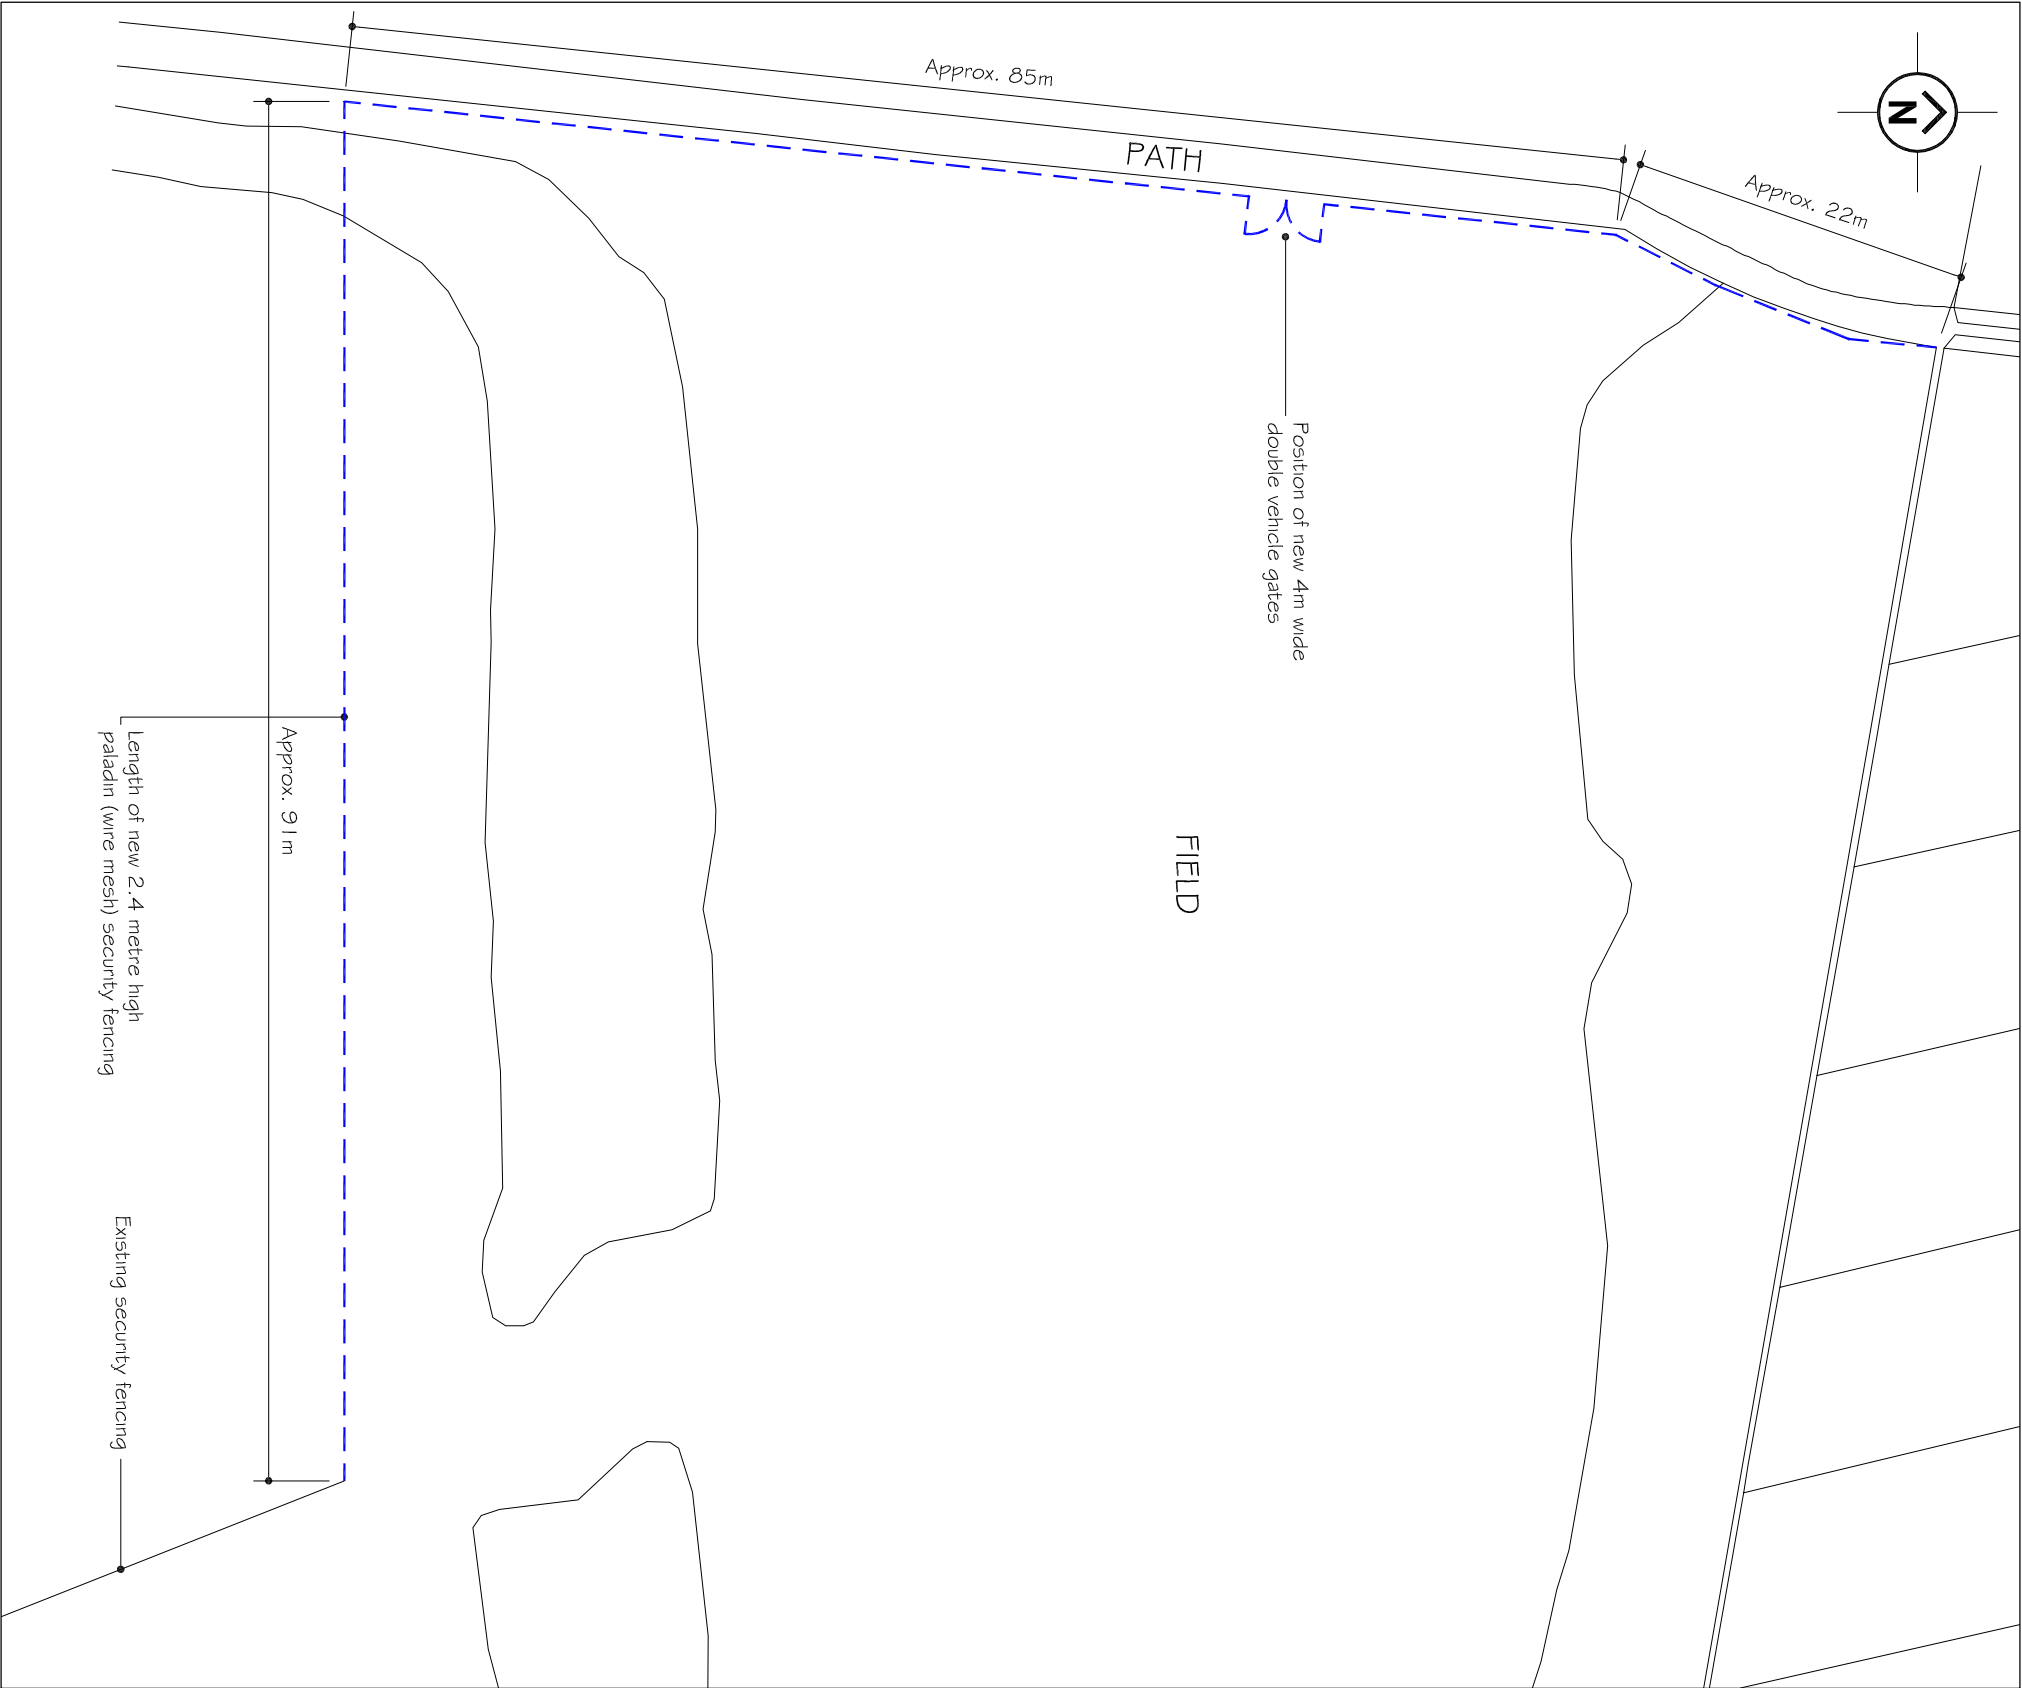 Approx. 85m
Approx. 22m
N
PATH
Position of new 4m wide
double vehicle gates
FIELD
Approx. 91m
Length of new 2.4 metre high
paladin (wire mesh) security fencing
Existing security fencing